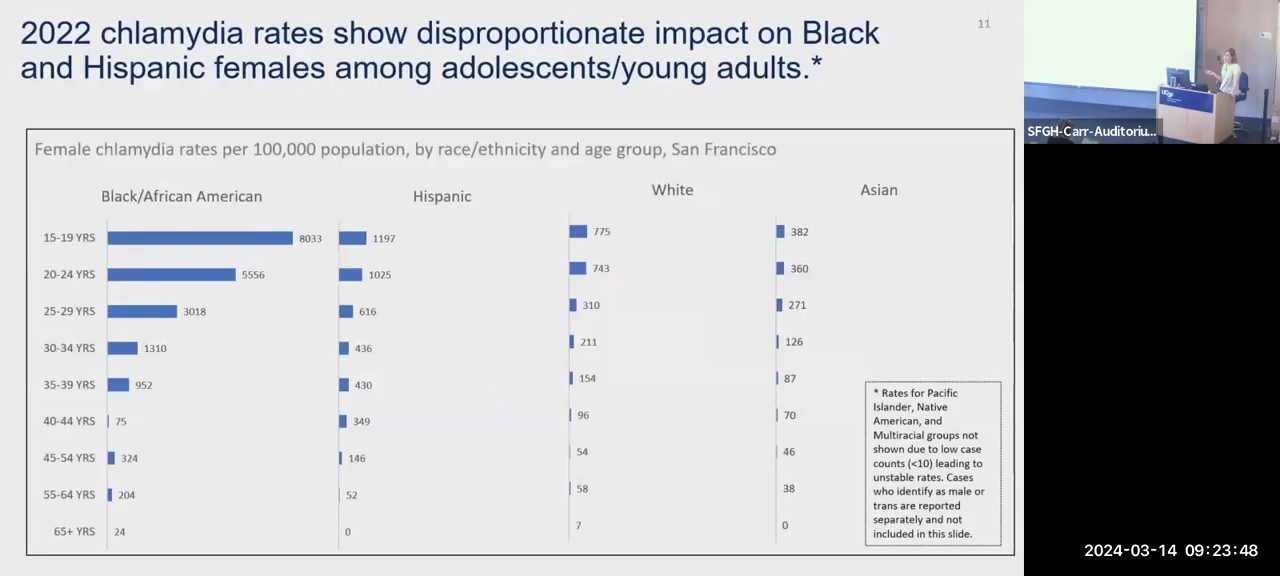 2022 chlamydia rates show disproportionate impact on Black
and Hispanic females among adolescents/young adults.*
11
Female chlamydia rates per 100,000 population, by race/ethnicity and age group, San Francisco
Black/African American
Hispanic
White
Asian
15-19 YRS 8033 1197 775 382
20-24 YRS 5556 1025 743 360
25-29 YRS 3018 616 310 271
30-34 YRS 1310 436 211 126
35-39 YRS 952 430 154 87
40-44 YRS 75 349 96 70
45-54 YRS 324 146 54 46
55-64 YRS 204 52 58 38
65+ YRS 24 0 7 0
* Rates for Pacific
Islander, Native
American, and
Multiracial groups not
shown due to low case
counts (<10) leading to
unstable rates. Cases
who identify as male or
trans are reported
separately and not
included in this slide.
UCSF
SFGH-Carr-Auditoriu...
2024-03-14 09:23:48